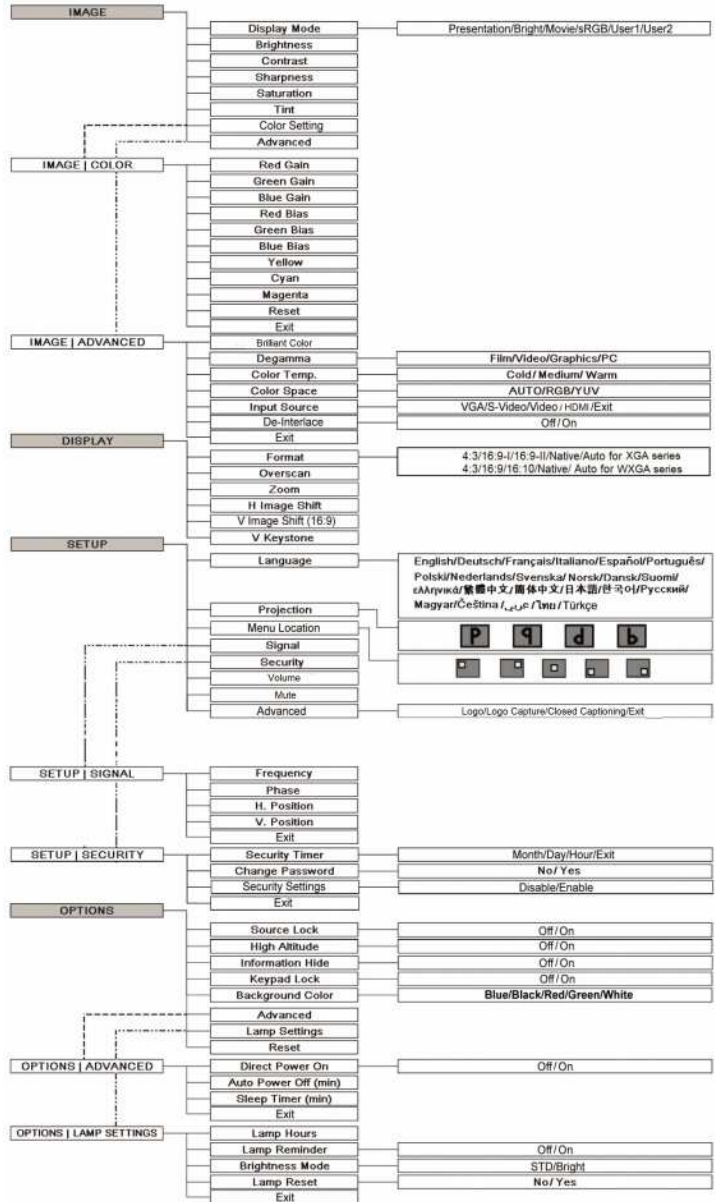 IMAGE
Display Mode Presentation/Bright/Movie/sRGB/User1/User2
Brightness
Contrast
Sharpness
Saturation
Tint
Color Setting
Advanced
IMAGE | COLOR Red Gain
Green Gain
Blue Gain
Red Bias
Green Bias
Blue Bias
Yellow
Cyan
Magenta
Reset
Exit
IMAGE | ADVANCED Brilliant Color
Degamma Film/Video/Graphics/PC
Color Temp. Cold/Medium/Warm
Color Space AUTO/RGB/YUV
Input Source VGA/S-Video/Video/HDMI/Exit
De-Interlace Off/On
Exit
DISPLAY
Format 4:3/16:9-I/16:9-II/Native/Auto for XGA series
4:3/16:9/16:10/Native/ Auto for WXGA series
Overscan
Zoom
H Image Shift
V Image Shift (16:9)
V Keystone
SETUP
Language English/Deutsch/Français/Italiano/Español/Português/
Polski/Nederlands/Svenska/Norsk/Dansk/Suomi/
ελληνικά/繁體中文/简体中文/日本語/한국어/Русский/
Magyar/Čeština/عربي/ไทย/Türkçe
Projection
Menu Location
Signal
Security
Volume
Mute
Advanced Logo/Logo Capture/Closed Captioning/Exit
SETUP | SIGNAL Frequency
Phase
H. Position
V. Position
Exit
SETUP | SECURITY Security Timer Month/Day/Hour/Exit
Change Password No/Yes
Security Settings Disable/Enable
Exit
OPTIONS
Source Lock Off/On
High Altitude Off/On
Information Hide Off/On
Keypad Lock Off/On
Background Color Blue/Black/Red/Green/White
Advanced
Lamp Settings
Reset
OPTIONS | ADVANCED Direct Power On Off/On
Auto Power Off (min)
Sleep Timer (min)
Exit
OPTIONS | LAMP SETTINGS Lamp Hours
Lamp Reminder Off/On
Brightness Mode STD/Bright
Lamp Reset No/Yes
Exit